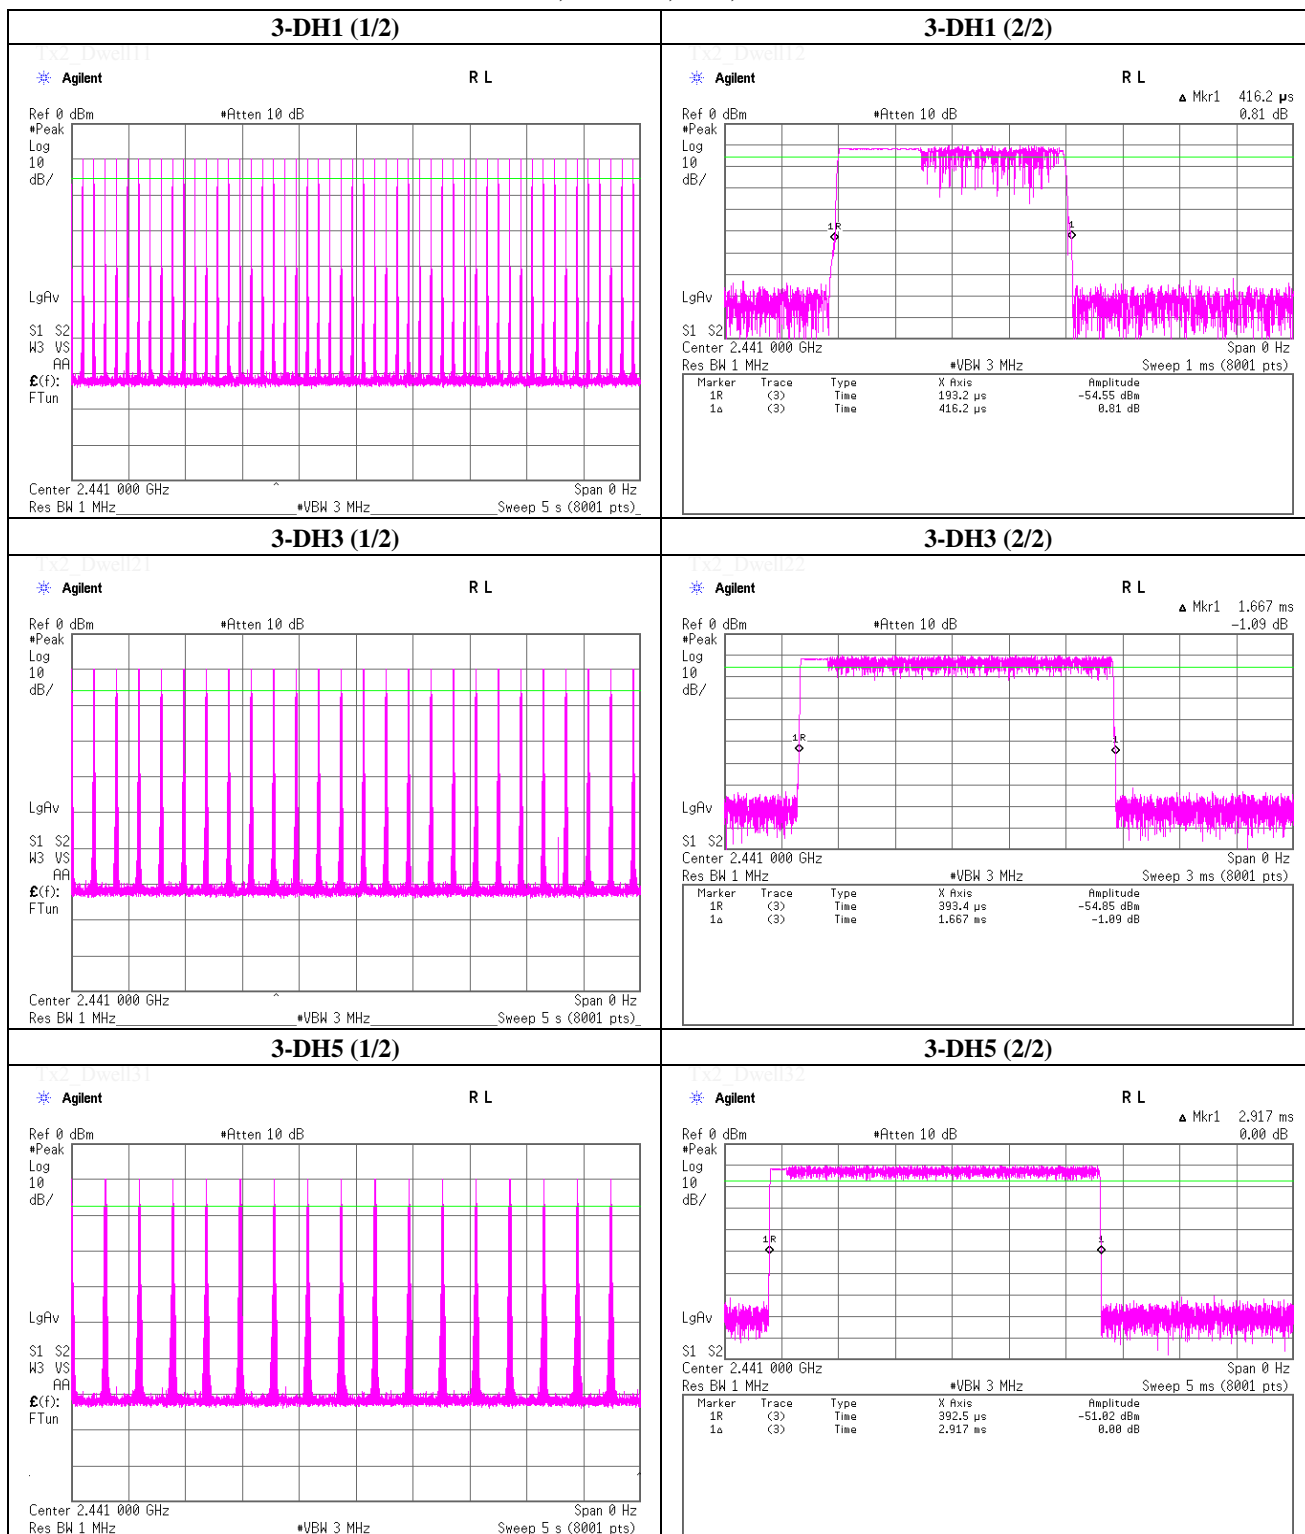 3-DH1 (1/2)
3-DH1 (2/2)
Tx2_Dwell11
Agilent
R L
Ref 0 dBm
#Atten 10 dB
#Peak
Log
10
dB/
LgAv
S1 S2
W3 VS
AA
£(f):
FTun
Center 2.441 000 GHz
^
Span 0 Hz
Res BW 1 MHz
#VBW 3 MHz
Sweep 5 s (8001 pts)
Tx2_Dwell12
Agilent
R L
Δ Mkr1 416.2 µs
Ref 0 dBm
#Atten 10 dB
0.81 dB
#Peak
Log
10
dB/
1R
1
LgAv
S1 S2
Center 2.441 000 GHz
Span 0 Hz
Res BW 1 MHz
#VBW 3 MHz
Sweep 1 ms (8001 pts)
Marker Trace Type X Axis Amplitude
1R (3) Time 193.2 µs -54.55 dBm
1Δ (3) Time 416.2 µs 0.81 dB
3-DH3 (1/2)
3-DH3 (2/2)
Tx2_Dwell21
Agilent
R L
Ref 0 dBm
#Atten 10 dB
#Peak
Log
10
dB/
LgAv
S1 S2
W3 VS
AA
£(f):
FTun
Center 2.441 000 GHz
^
Span 0 Hz
Res BW 1 MHz
#VBW 3 MHz
Sweep 5 s (8001 pts)
Tx2_Dwell22
Agilent
R L
Δ Mkr1 1.667 ms
Ref 0 dBm
#Atten 10 dB
-1.09 dB
#Peak
Log
10
dB/
1R
1
LgAv
S1 S2
Center 2.441 000 GHz
Span 0 Hz
Res BW 1 MHz
#VBW 3 MHz
Sweep 3 ms (8001 pts)
Marker Trace Type X Axis Amplitude
1R (3) Time 393.4 µs -54.85 dBm
1Δ (3) Time 1.667 ms -1.09 dB
3-DH5 (1/2)
3-DH5 (2/2)
Tx2_Dwell31
Agilent
R L
Ref 0 dBm
#Atten 10 dB
#Peak
Log
10
dB/
LgAv
S1 S2
W3 VS
AA
£(f):
FTun
Center 2.441 000 GHz
Span 0 Hz
Res BW 1 MHz
#VBW 3 MHz
Sweep 5 s (8001 pts)
Tx2_Dwell32
Agilent
R L
Δ Mkr1 2.917 ms
Ref 0 dBm
#Atten 10 dB
0.00 dB
#Peak
Log
10
dB/
1R
1
LgAv
S1 S2
Center 2.441 000 GHz
Span 0 Hz
Res BW 1 MHz
#VBW 3 MHz
Sweep 5 ms (8001 pts)
Marker Trace Type X Axis Amplitude
1R (3) Time 392.5 µs -51.02 dBm
1Δ (3) Time 2.917 ms 0.00 dB